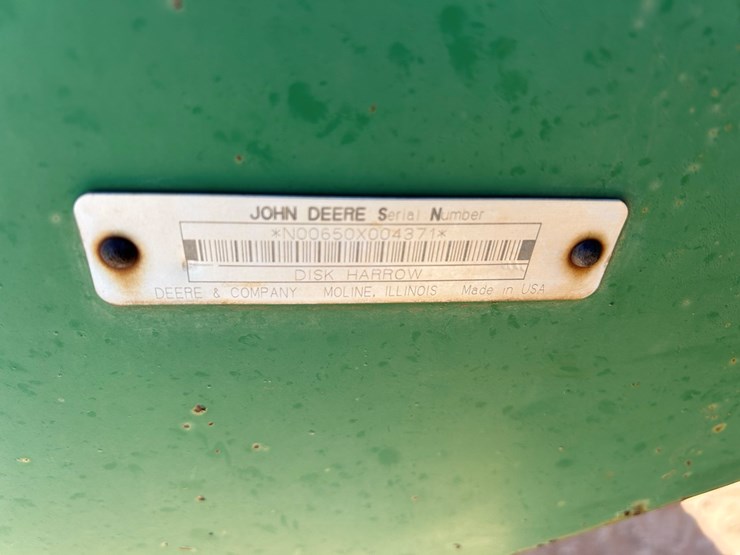 JOHN DEERE Serial Number
*N00650X004371*
DISK HARROW
DEERE & COMPANY MOLINE, ILLINOIS Made in USA